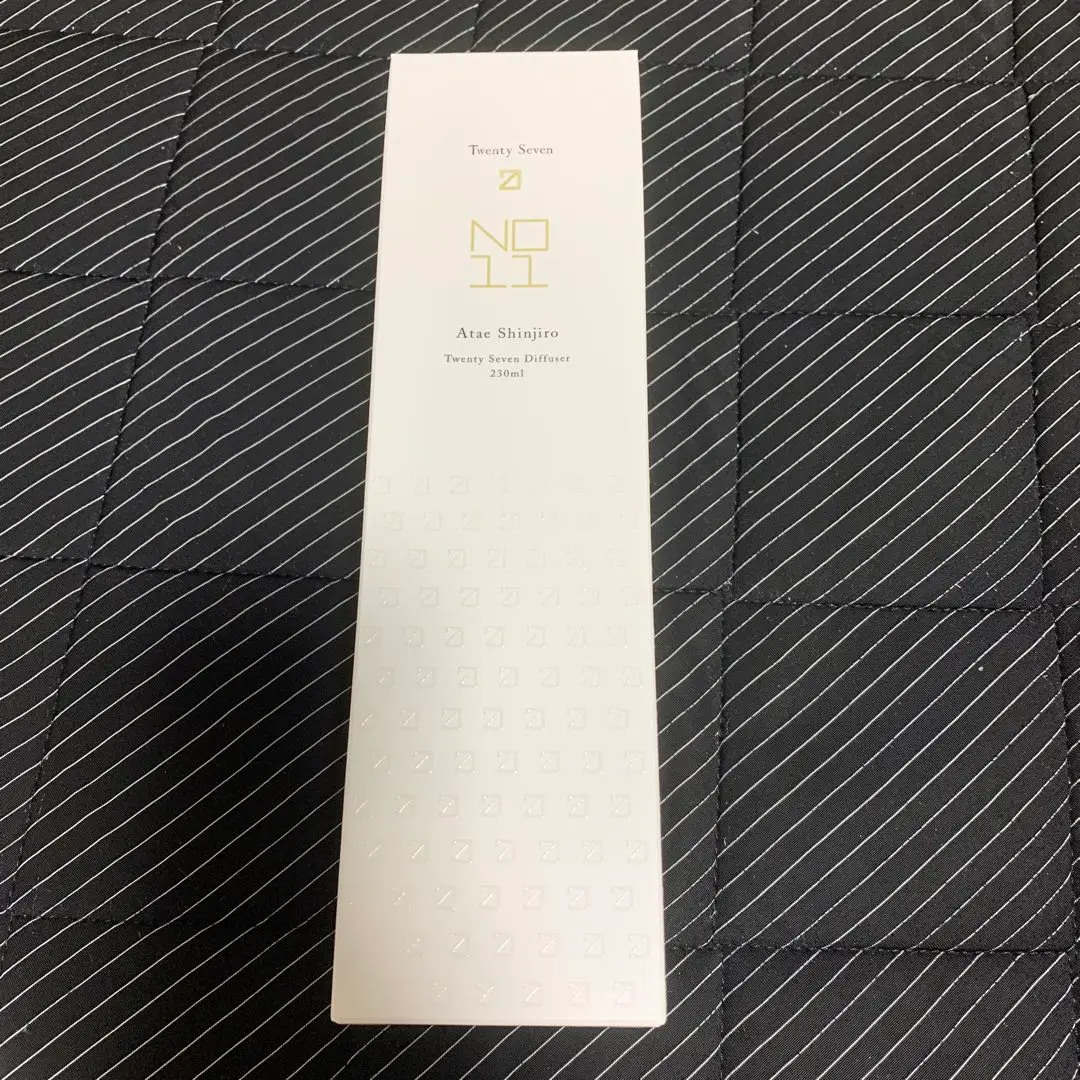 Twenty Seven
NO
11
Atae Shinjiro
Twenty Seven Diffuser
230ml